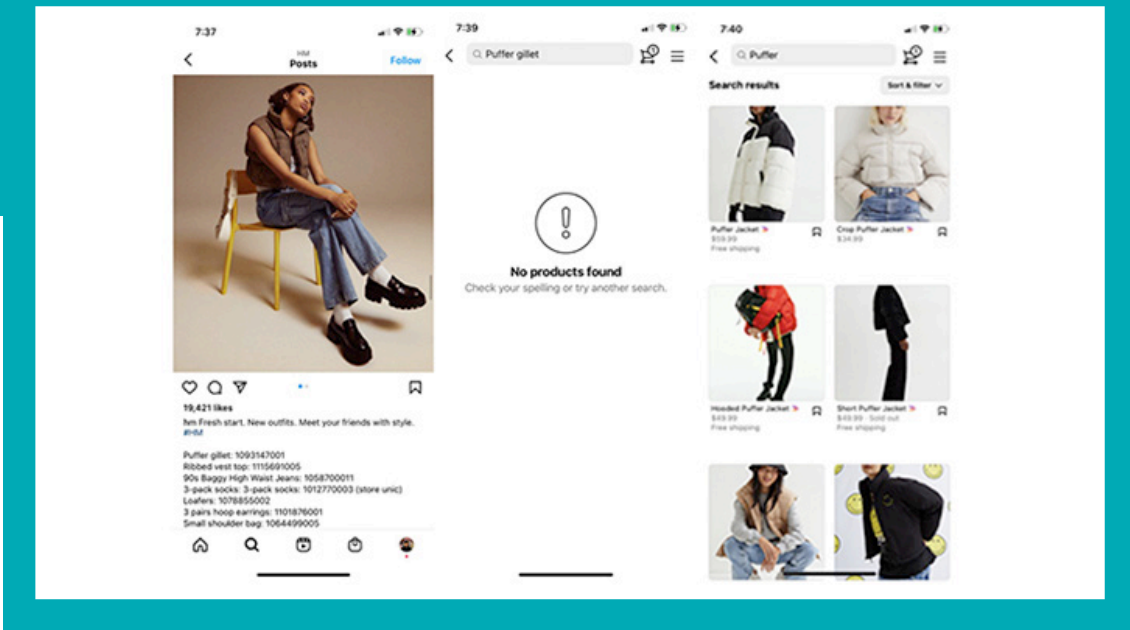 7:37
HM
Posts
Follow
19,421 likes
hm Fresh start. New outfits. Meet your friends with style.
#HM
Puffer gillet: 1093147001
Ribbed vest top: 1115691005
90s Baggy High Waist Jeans: 1058700011
3-pack socks: 3-pack socks: 1012770003 (store unic)
Loafers: 1078855002
3 pairs hoop earrings: 1101876001
Small shoulder bag: 1064499005
7:39
Puffer gillet
1
No products found
Check your spelling or try another search.
7:40
Puffer
1
Search results
Sort & filter
Puffer Jacket
$59.99
Free shipping
Crop Puffer Jacket
$34.99
Hooded Puffer Jacket
$49.99
Free shipping
Short Puffer Jacket
$49.99 · Sold out
Free shipping